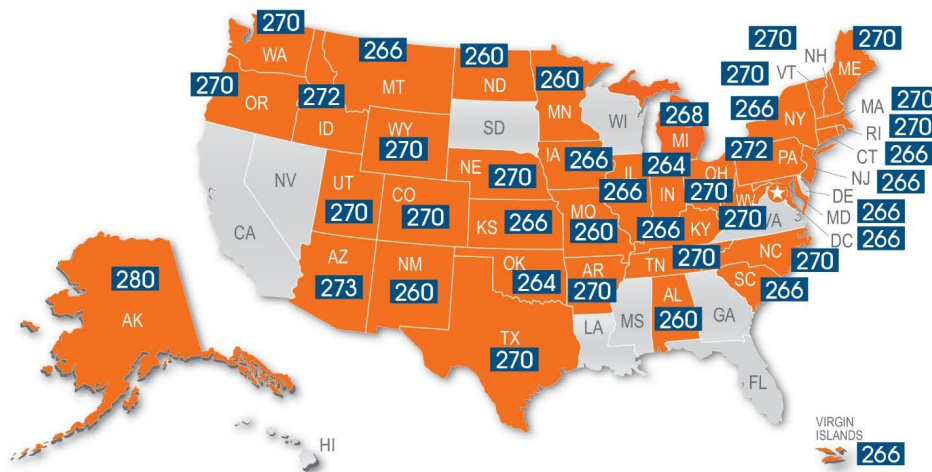 270
WA
266
MT
260
ND
260
MN
270
NH
270
ME
270
VT
MA
270
270
OR
272
ID
WY
270
SD
WI
268
MI
266
NY
RI
270
CT
266
272
PA
NJ
266
IA
266
NE
270
IL
266
264
IN
OH
270
WV
270
VA
DE
MD
266
DC
266
NV
CA
UT
270
CO
270
KS
266
MO
260
266
KY
AZ
273
NM
260
OK
264
AR
270
TN
270
NC
270
SC
266
280
AK
TX
270
LA
MS
AL
260
GA
FL
HI
VIRGIN
ISLANDS
266